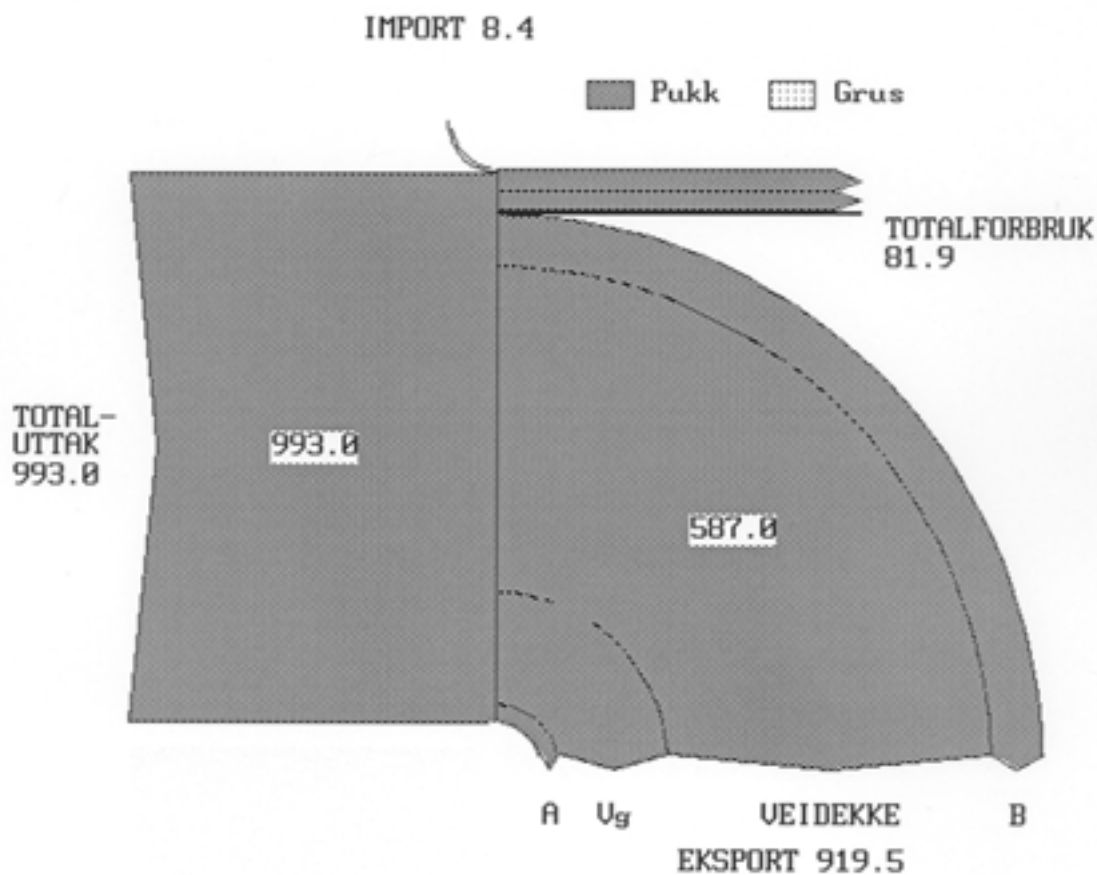 IMPORT 8.4
Pukk Grus
TOTALFORBRUK
81.9
TOTAL-
UTTAK
993.0
993.0
587.0
A Vg VEIDEKKE B
EKSPORT 919.5